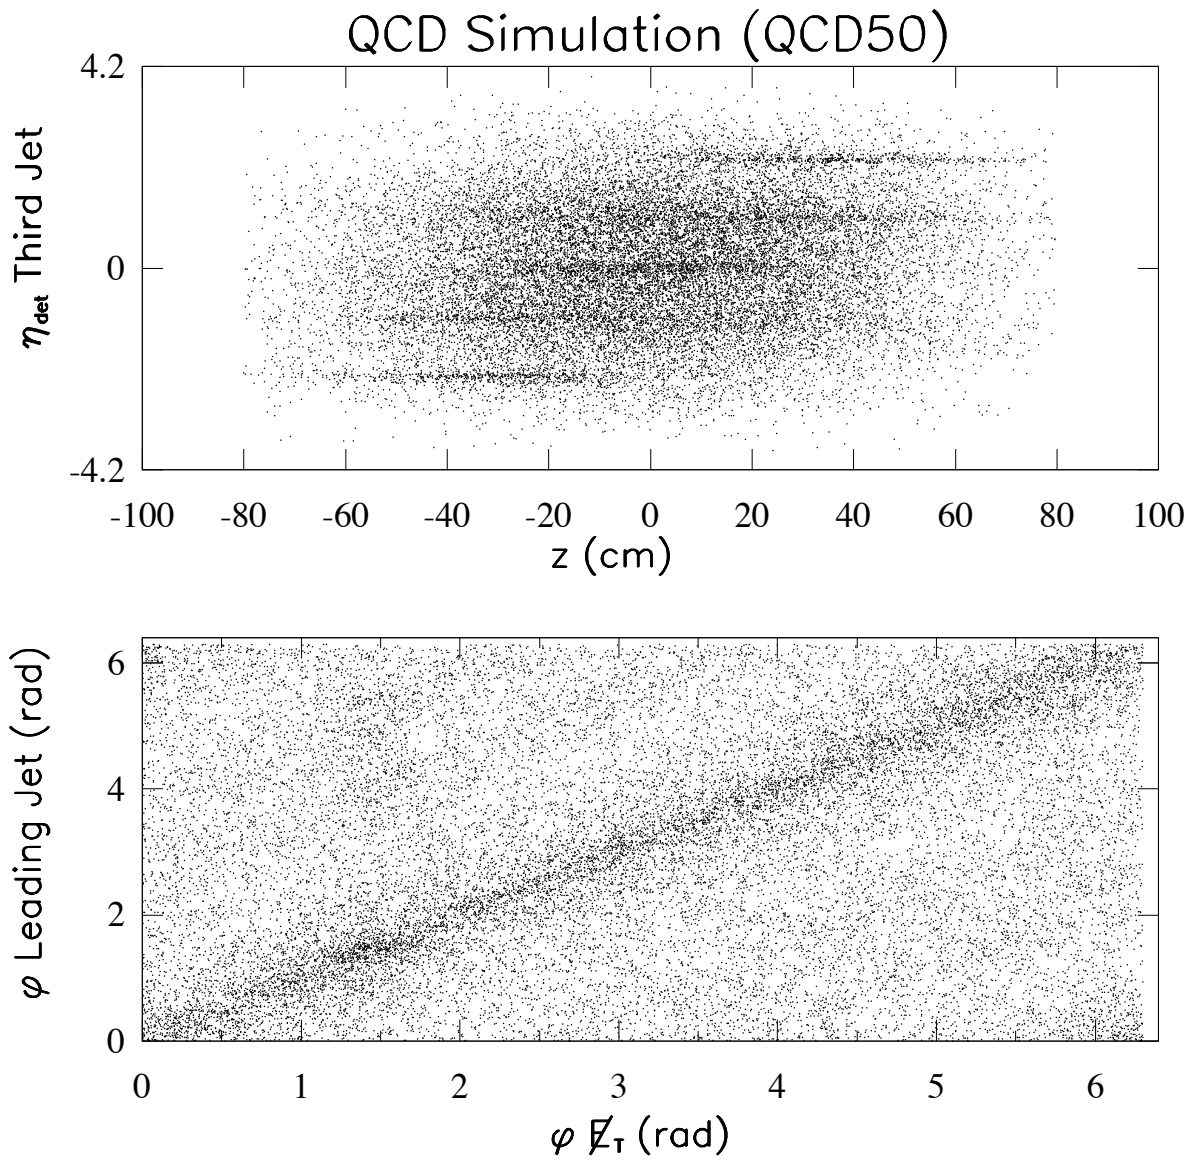 QCD Simulation (QCD50)
4.2
η_det Third Jet
0
-4.2
-100 -80 -60 -40 -20 0 20 40 60 80 100
z (cm)
φ Leading Jet (rad)
6
4
2
0
0 1 2 3 4 5 6
φ E̸_T (rad)